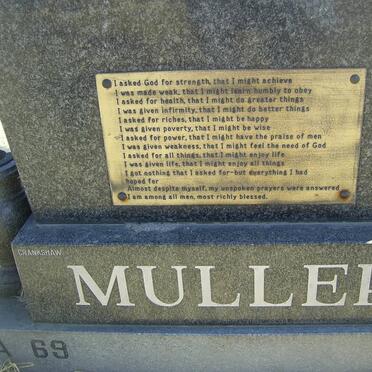 I asked God for strength, that I might achieve
I was made weak, that I might learn humbly to obey
I asked for health, that I might do greater things
I was given infirmity, that I might do better things
I asked for riches, that I might be happy
I was given poverty, that I might be wise
I asked for power, that I might have the praise of men
I was given weakness, that I might feel the need of God
I asked for all things, that I might enjoy life
I was given life, that I might enjoy all things
I got nothing that I asked for-but everything I had
hoped for
Almost despite myself, my unspoken prayers were answered
I am among all men, most richly blessed.
CRANKSHAW
MULLER
A 69